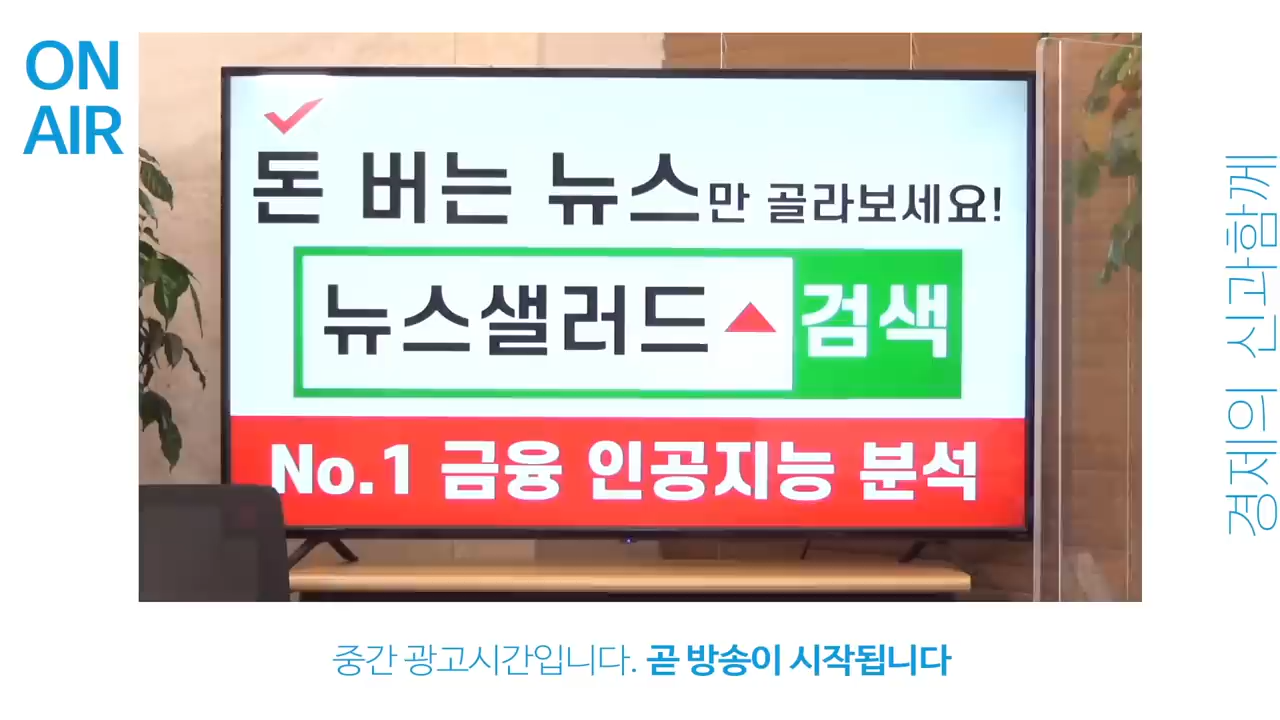 ON
AIR
돈 버는 뉴스만 골라보세요!
뉴스샐러드 검색
No.1 금융 인공지능 분석
경제의 신과함께
중간 광고시간입니다. 곧 방송이 시작됩니다